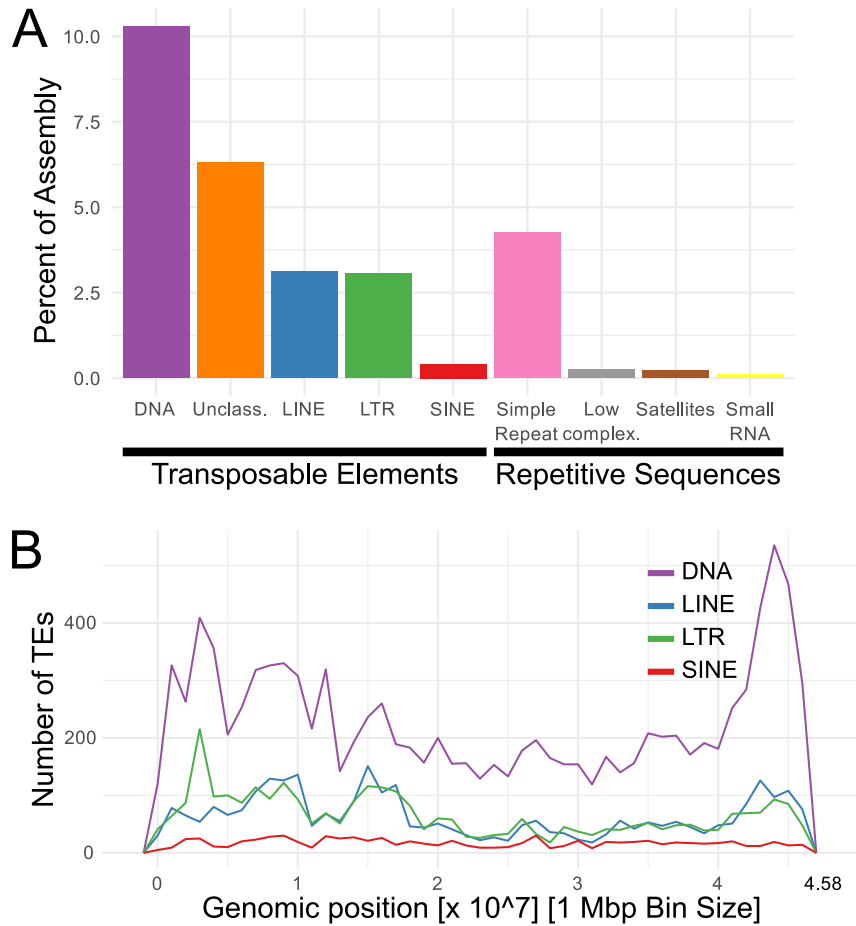 A
Percent of Assembly
10.0
7.5
5.0
2.5
0.0
DNA Unclass. LINE LTR SINE Simple Low Satellites Small
Repeat complex. RNA
Transposable Elements Repetitive Sequences
B
Number of TEs
400
200
0
DNA
LINE
LTR
SINE
0 1 2 3 4 4.58
Genomic position [x 10^7] [1 Mbp Bin Size]